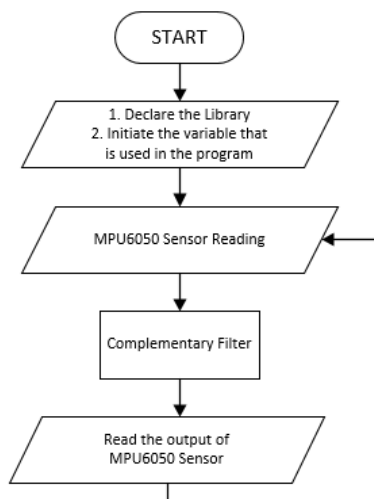 START
1. Declare the Library
2. Initiate the variable that
is used in the program
MPU6050 Sensor Reading
Complementary Filter
Read the output of
MPU6050 Sensor